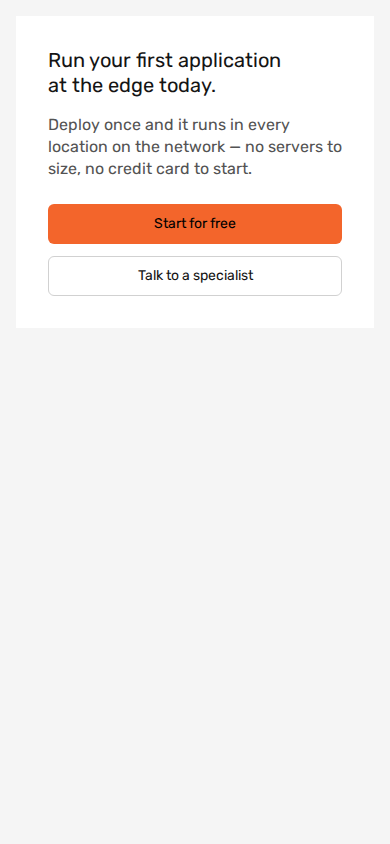 Run your first application
at the edge today.
Deploy once and it runs in every
location on the network — no servers to
size, no credit card to start.
Start for free
Talk to a specialist